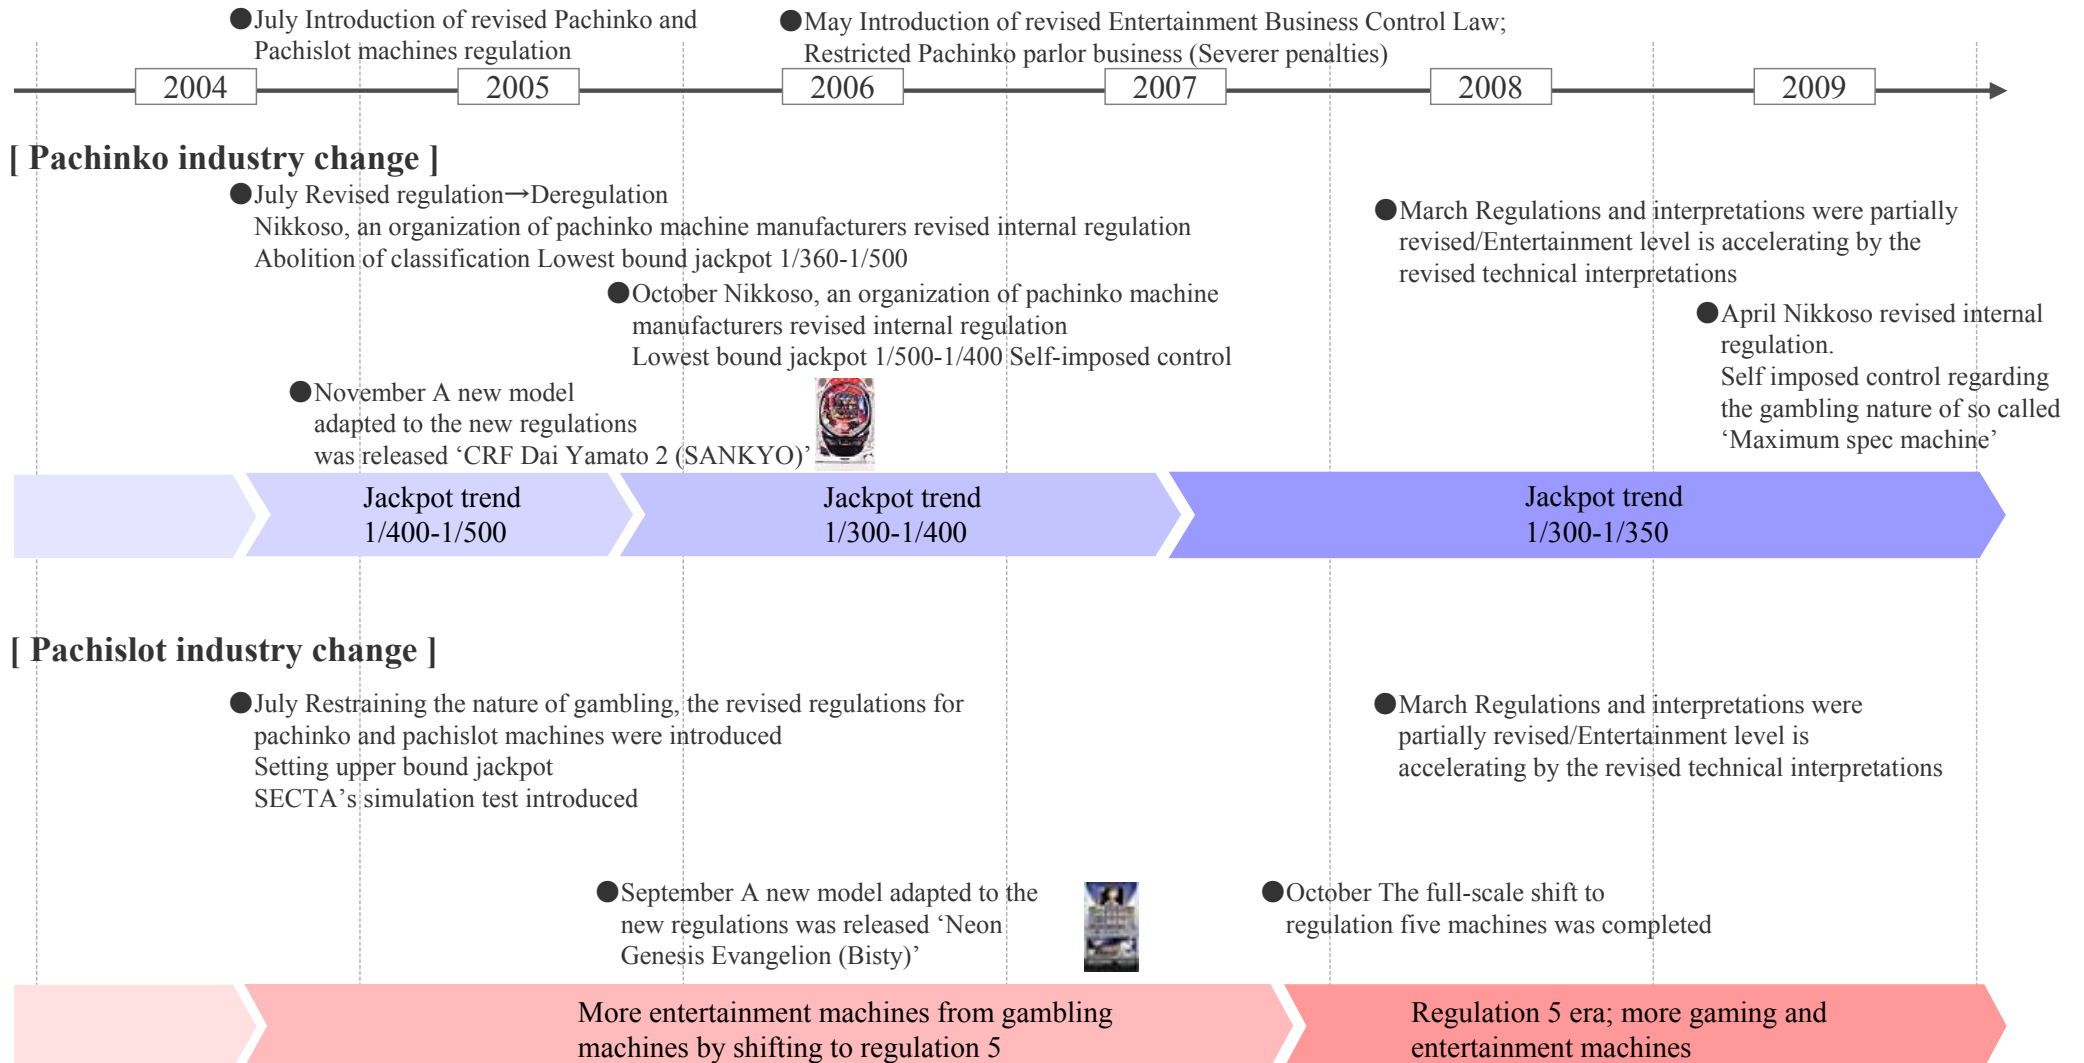 ●July Introduction of revised Pachinko and
Pachislot machines regulation
●May Introduction of revised Entertainment Business Control Law;
Restricted Pachinko parlor business (Severer penalties)
2004
2005
2006
2007
2008
2009
[ Pachinko industry change ]
●July Revised regulation→Deregulation
Nikkoso, an organization of pachinko machine manufacturers revised internal regulation
Abolition of classification Lowest bound jackpot 1/360-1/500
●March Regulations and interpretations were partially
revised/Entertainment level is accelerating by the
revised technical interpretations
●October Nikkoso, an organization of pachinko machine
manufacturers revised internal regulation
Lowest bound jackpot 1/500-1/400 Self-imposed control
●April Nikkoso revised internal
regulation.
Self imposed control regarding
the gambling nature of so called
‘Maximum spec machine’
●November A new model
adapted to the new regulations
was released ‘CRF Dai Yamato 2 (SANKYO)’
Jackpot trend
1/400-1/500
Jackpot trend
1/300-1/400
Jackpot trend
1/300-1/350
[ Pachislot industry change ]
●July Restraining the nature of gambling, the revised regulations for
pachinko and pachislot machines were introduced
Setting upper bound jackpot
SECTA’s simulation test introduced
●March Regulations and interpretations were
partially revised/Entertainment level is
accelerating by the revised technical interpretations
●September A new model adapted to the
new regulations was released ‘Neon
Genesis Evangelion (Bisty)’
●October The full-scale shift to
regulation five machines was completed
More entertainment machines from gambling
machines by shifting to regulation 5
Regulation 5 era; more gaming and
entertainment machines